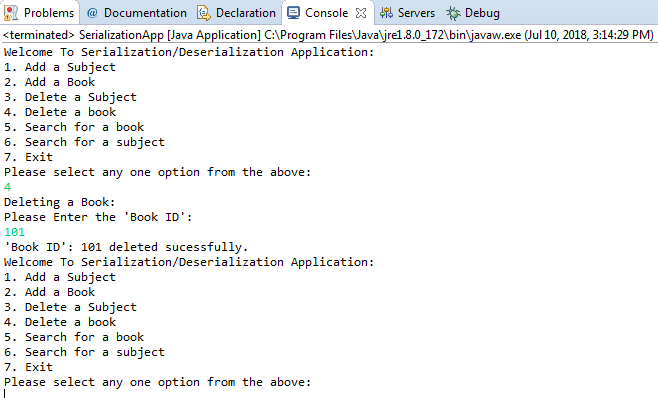 Problems @ Documentation Declaration Console Servers Debug
<terminated> SerializationApp [Java Application] C:\Program Files\Java\jre1.8.0_172\bin\javaw.exe (Jul 10, 2018, 3:14:29 PM)
Welcome To Serialization/Deserialization Application:
1. Add a Subject
2. Add a Book
3. Delete a Subject
4. Delete a book
5. Search for a book
6. Search for a subject
7. Exit
Please select any one option from the above:
4
Deleting a Book:
Please Enter the 'Book ID':
101
'Book ID': 101 deleted sucessfully.
Welcome To Serialization/Deserialization Application:
1. Add a Subject
2. Add a Book
3. Delete a Subject
4. Delete a book
5. Search for a book
6. Search for a subject
7. Exit
Please select any one option from the above: